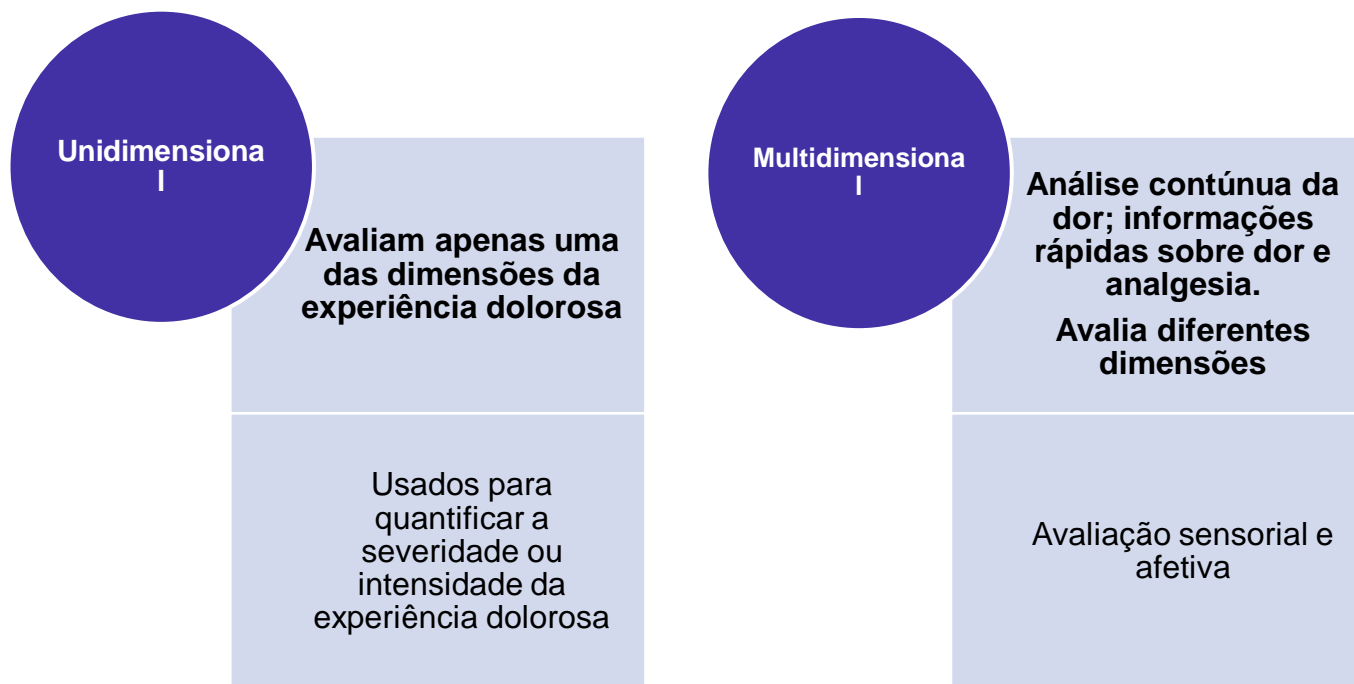 Unidimensiona
l
Avaliam apenas uma
das dimensões da
experiência dolorosa
Usados para
quantificar a
severidade ou
intensidade da
experiência dolorosa
Multidimensiona
l
Análise contúnua da
dor; informações
rápidas sobre dor e
analgesia.
Avalia diferentes
dimensões
Avaliação sensorial e
afetiva